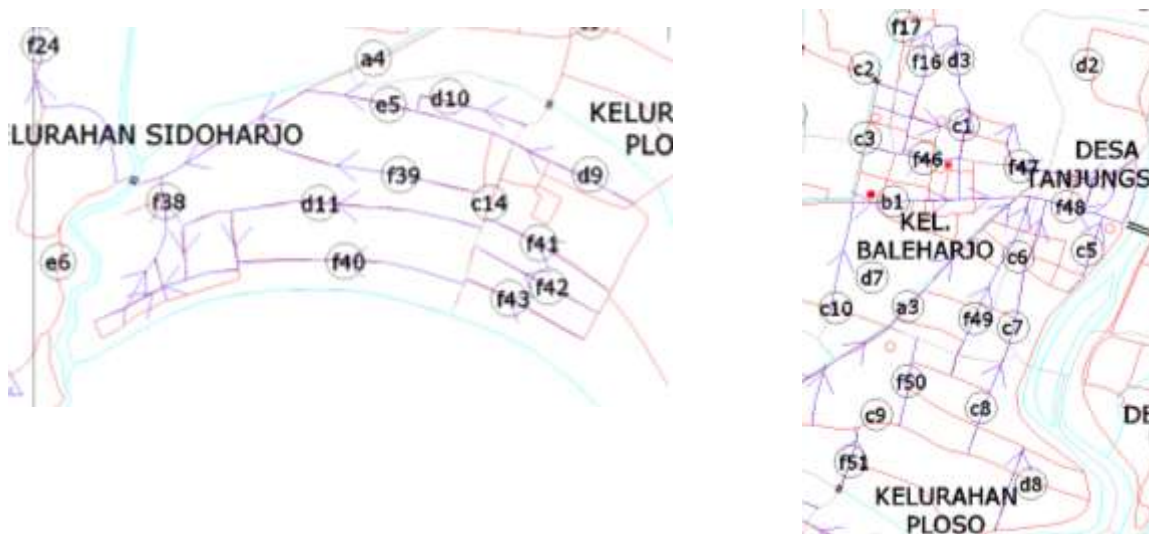 f24
a4
e5
d10
KELUR
PLO
ELURAHAN SIDOHARJO
f39
d9
f38
d11
c14
e6
f40
f41
f42
f43
f17
c2
f16
d3
d2
c1
c3
f46
f47
DESA
TANJUNGS
b1
f48
KEL.
BALEHARJO
c6
c5
d7
c10
a3
f49
c7
f50
c9
c8
DE
f51
d8
KELURAHAN
PLOSO